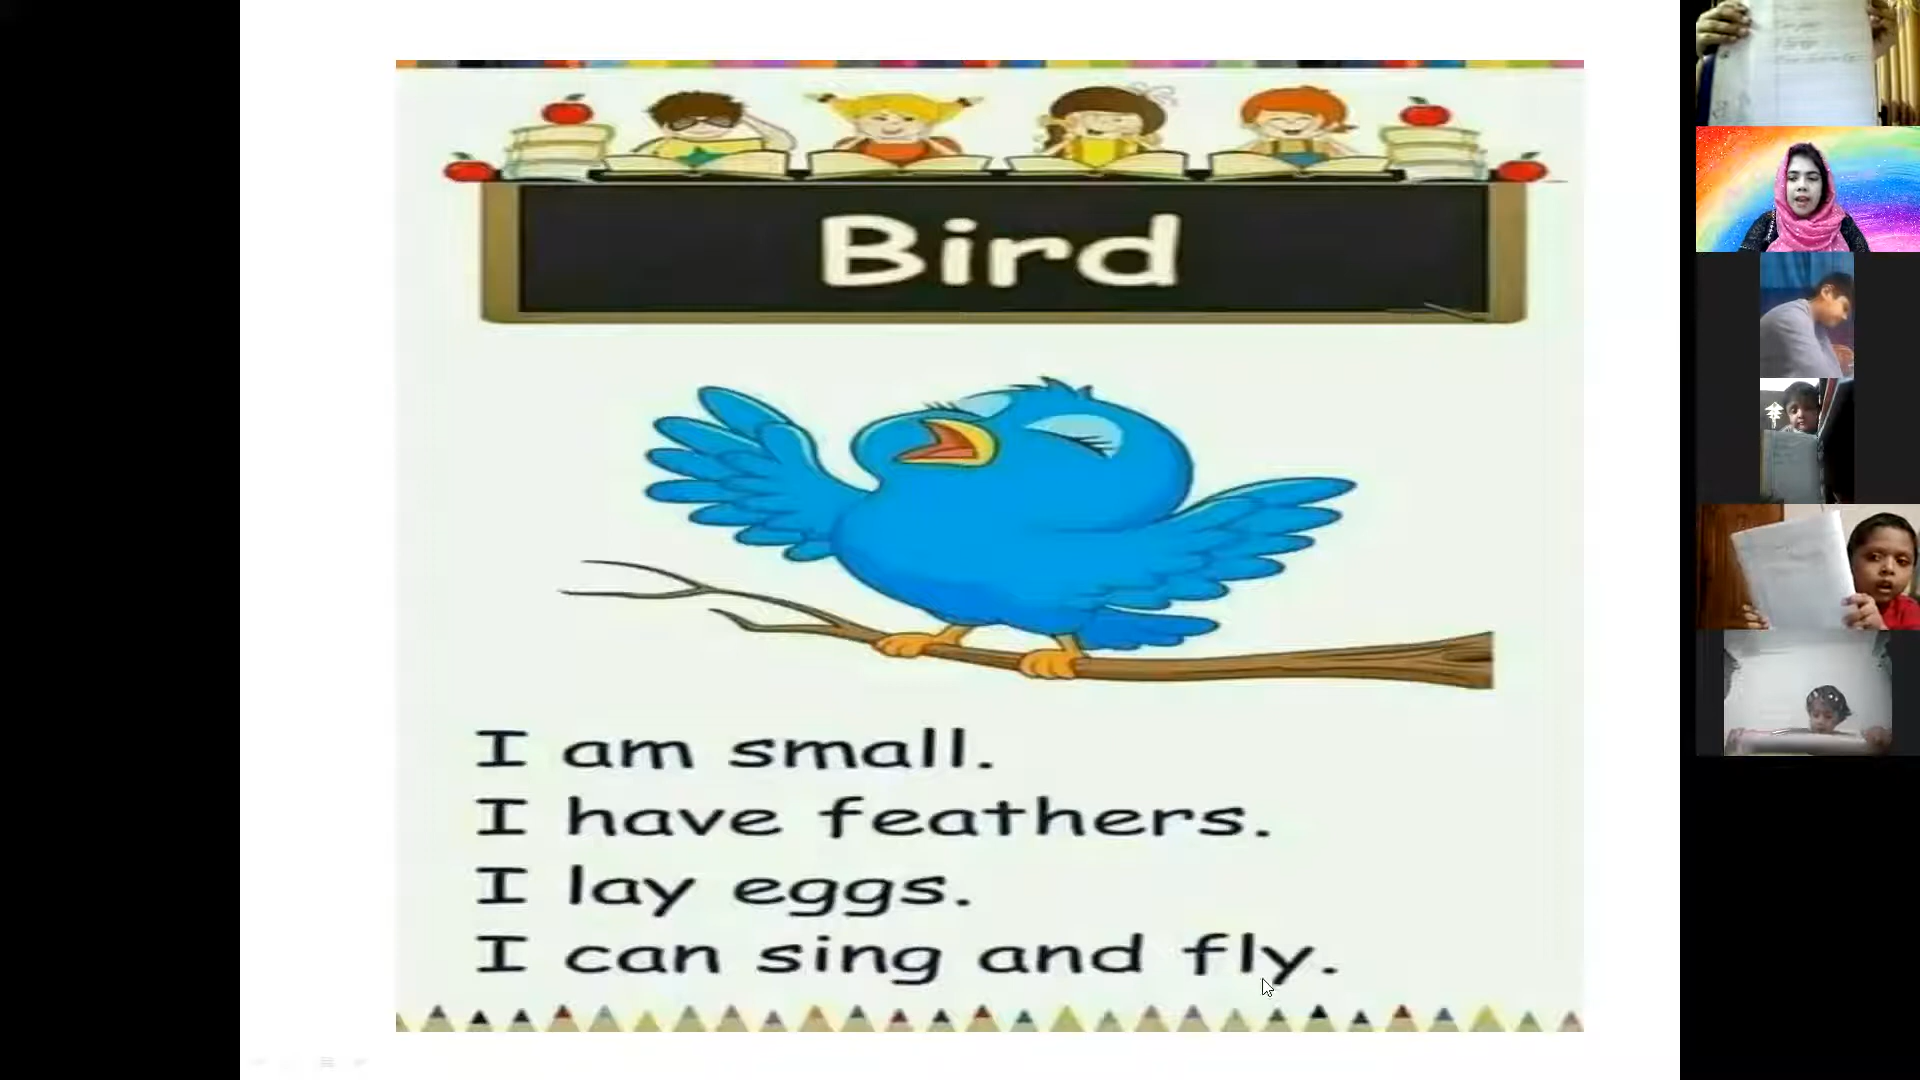 Bird
I am small.
I have feathers.
I lay eggs.
I can sing and fly.